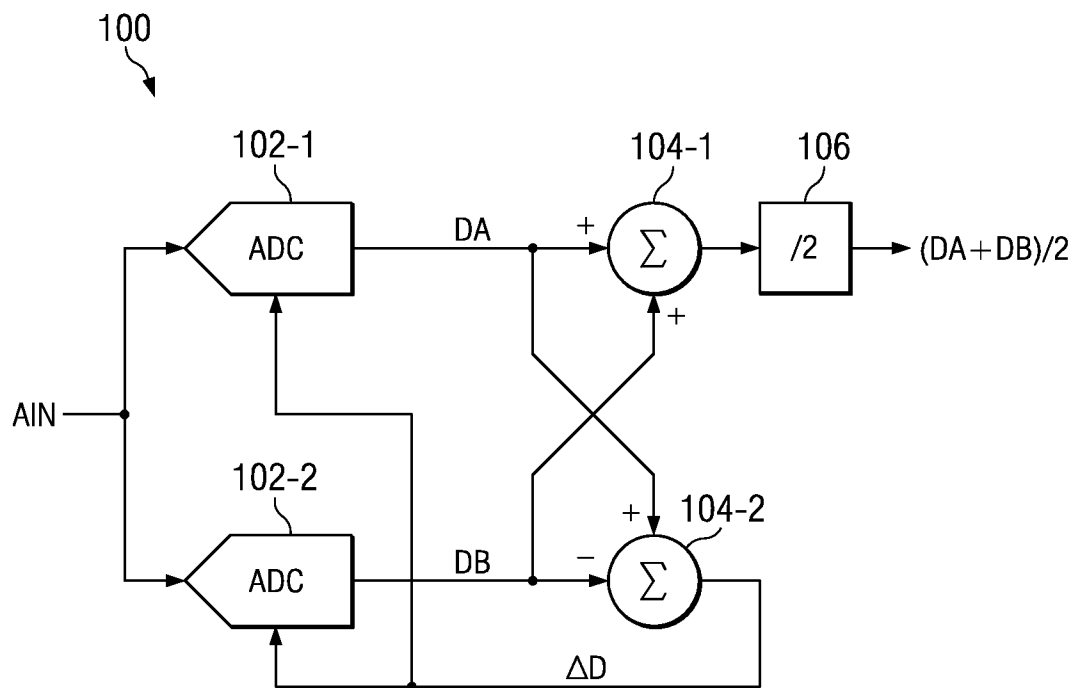 100
102-1
104-1
106
ADC
DA
+
Σ
/2
(DA+DB)/2
+
AIN
102-2
+
104-2
ADC
DB
−
Σ
ΔD